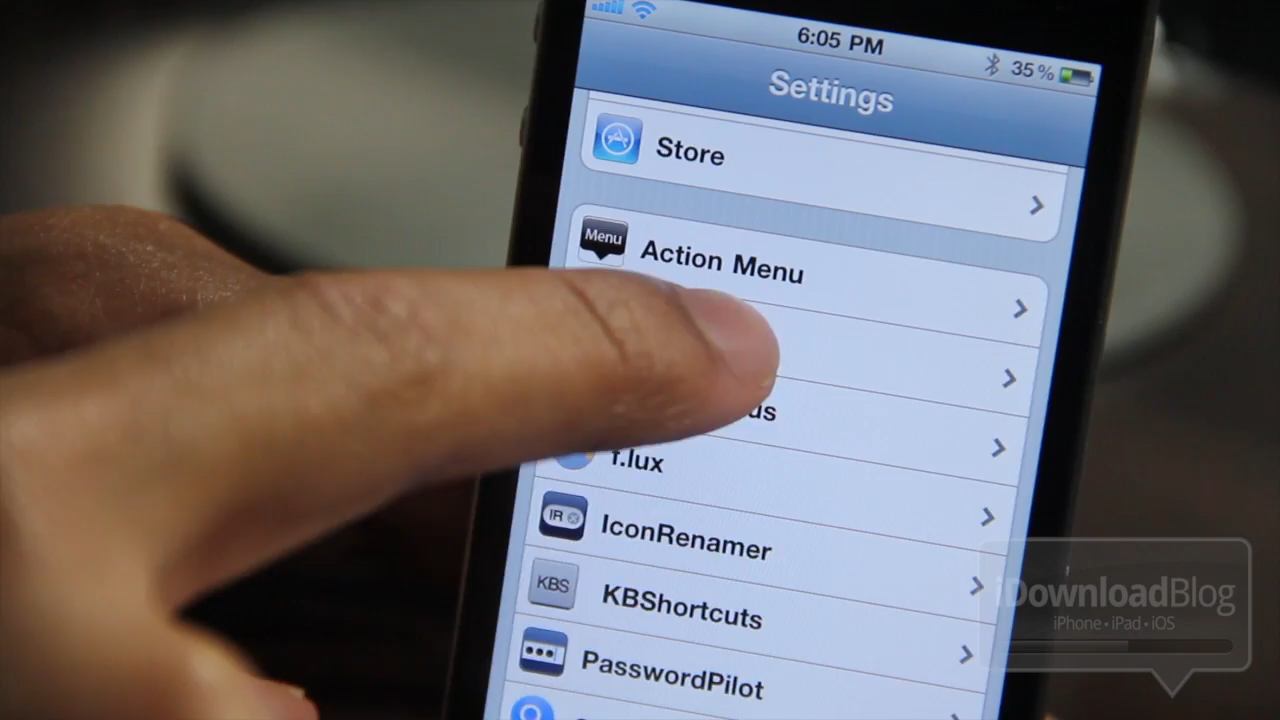 6:05 PM
35%
Settings
Store
Menu
Action Menu
us
f.lux
IR
IconRenamer
KBS
KBShortcuts
PasswordPilot
iDownloadBlog
iPhone • iPad • iOS